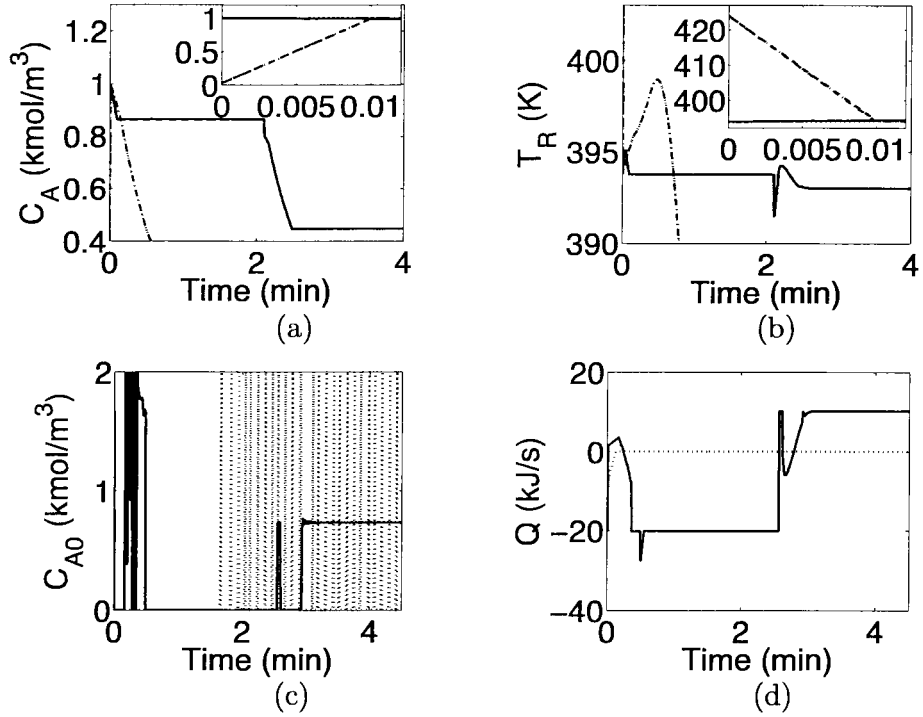 C_A (kmol/m^3)
1.2
1
0.8
0.6
0.4
1
0.5
0
0 0.005 0.01
0 2 4
Time (min)
(a)
T_R (K)
400
395
390
420
410
400
0 0.005 0.01
0 2 4
Time (min)
(b)
C_A0 (kmol/m^3)
2
1
0
0 2 4
Time (min)
(c)
Q (kJ/s)
20
0
−20
−40
0 2 4
Time (min)
(d)